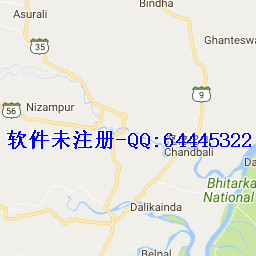 Bindha
Asurali
Ghanteswa
35
9
Nizampur
56
软件未注册-QQ:64445322
Chandbali
Bhitarka
National
Dalikainda
Belpal